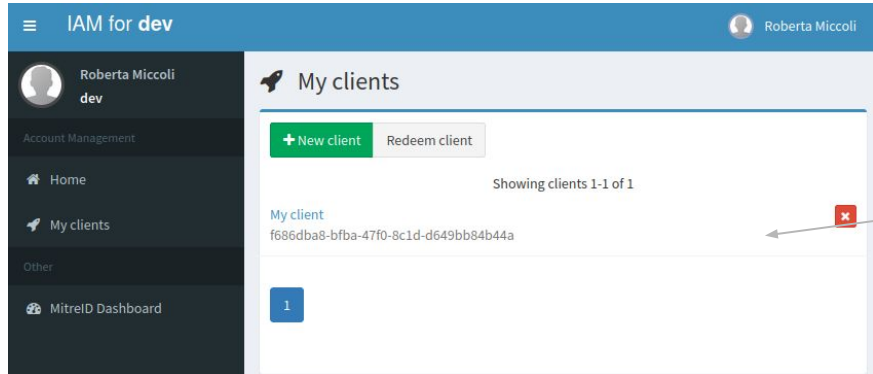 IAM for dev
Roberta Miccoli
Roberta Miccoli
dev
Account Management
Home
My clients
Other
MitreID Dashboard
My clients
New client
Redeem client
Showing clients 1-1 of 1
My client
f686dba8-bfba-47f0-8c1d-d649bb84b44a
1